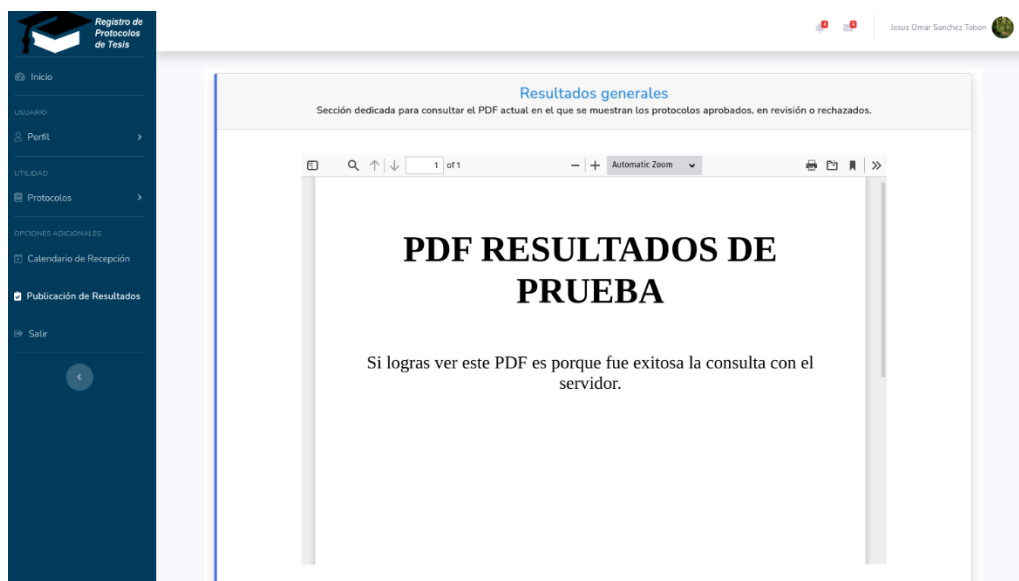 Registro de
Protocolos
de Tesis
Jesus Omar Sanchez Tobon
Inicio
USUARIO
Perfil
UTILIDAD
Protocolos
OPCIONES ADICIONALES
Calendario de Recepción
Publicación de Resultados
Salir
Resultados generales
Sección dedicada para consultar el PDF actual en el que se muestran los protocolos aprobados, en revisión o rechazados.
1 of 1 Automatic Zoom
PDF RESULTADOS DE
PRUEBA
Si logras ver este PDF es porque fue exitosa la consulta con el
servidor.